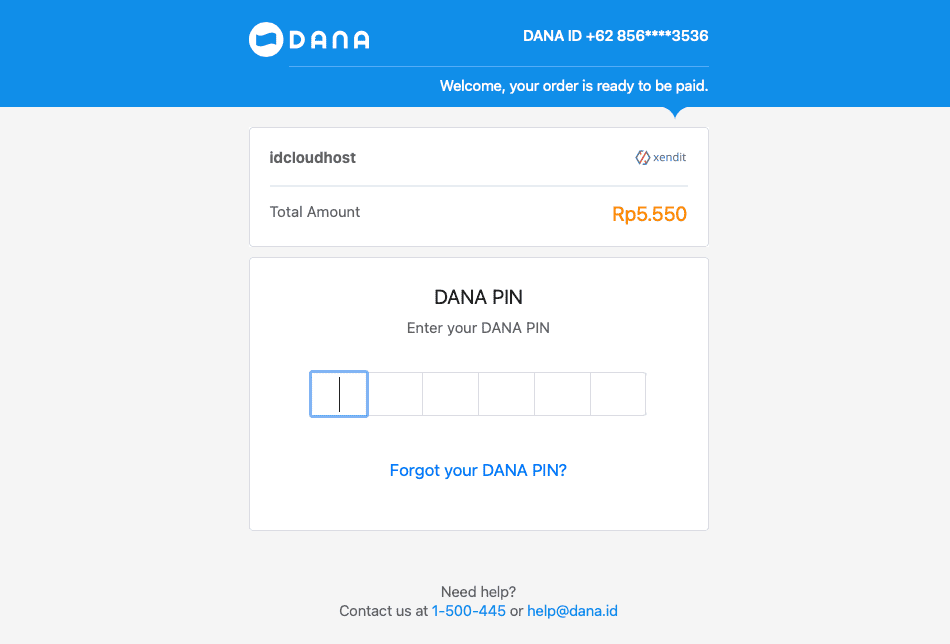 DANA
DANA ID +62 856****3536
Welcome, your order is ready to be paid.
idcloudhost
xendit
Total Amount
Rp5.550
DANA PIN
Enter your DANA PIN
Forgot your DANA PIN?
Need help?
Contact us at 1-500-445 or help@dana.id